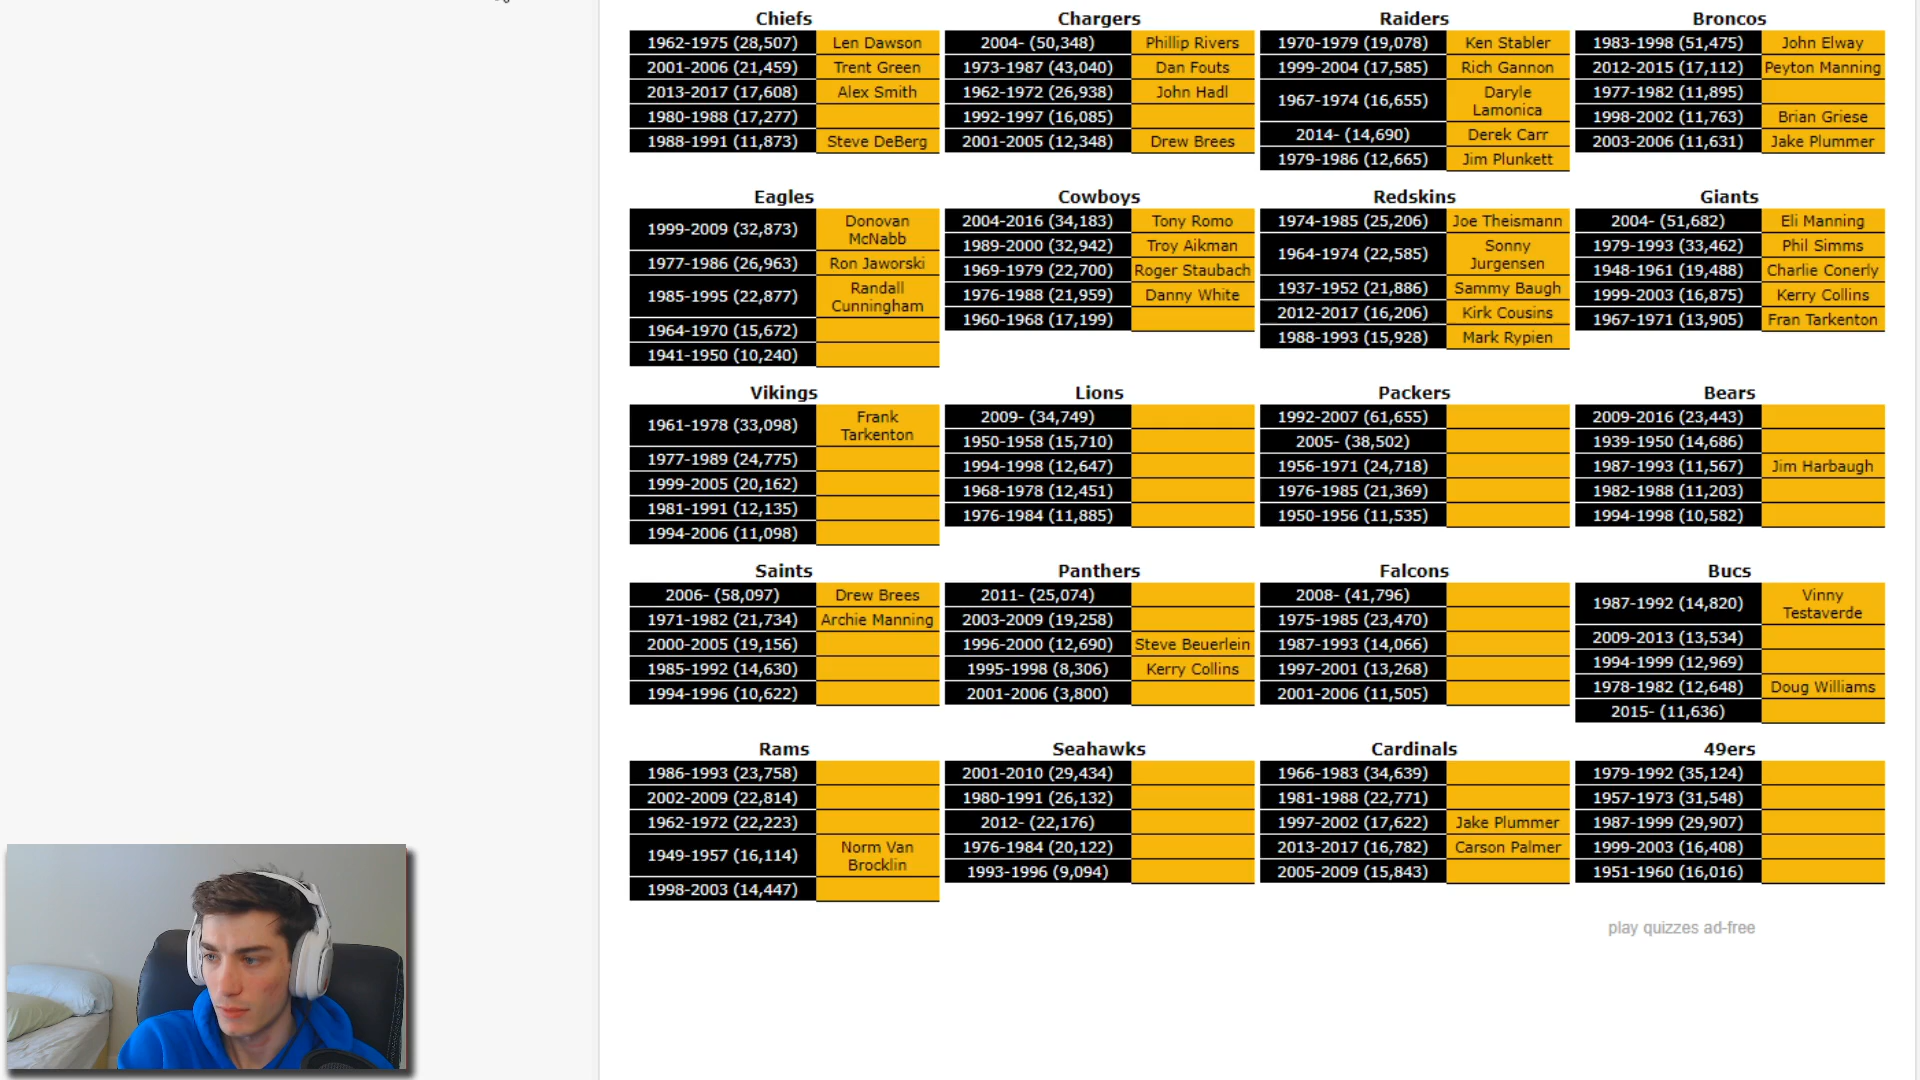 Chiefs
1962-1975 (28,507) Len Dawson
2001-2006 (21,459) Trent Green
2013-2017 (17,608) Alex Smith
1980-1988 (17,277)
1988-1991 (11,873) Steve DeBerg
Chargers
2004- (50,348) Phillip Rivers
1973-1987 (43,040) Dan Fouts
1962-1972 (26,938) John Hadl
1992-1997 (16,085)
2001-2005 (12,348) Drew Brees
Raiders
1970-1979 (19,078) Ken Stabler
1999-2004 (17,585) Rich Gannon
1967-1974 (16,655) Daryle
Lamonica
2014- (14,690) Derek Carr
1979-1986 (12,665) Jim Plunkett
Broncos
1983-1998 (51,475) John Elway
2012-2015 (17,112) Peyton Manning
1977-1982 (11,895)
1998-2002 (11,763) Brian Griese
2003-2006 (11,631) Jake Plummer
Eagles
1999-2009 (32,873) Donovan
McNabb
1977-1986 (26,963) Ron Jaworski
1985-1995 (22,877) Randall
Cunningham
1964-1970 (15,672)
1941-1950 (10,240)
Cowboys
2004-2016 (34,183) Tony Romo
1989-2000 (32,942) Troy Aikman
1969-1979 (22,700) Roger Staubach
1976-1988 (21,959) Danny White
1960-1968 (17,199)
Redskins
1974-1985 (25,206) Joe Theismann
1964-1974 (22,585) Sonny
Jurgensen
1937-1952 (21,886) Sammy Baugh
2012-2017 (16,206) Kirk Cousins
1988-1993 (15,928) Mark Rypien
Giants
2004- (51,682) Eli Manning
1979-1993 (33,462) Phil Simms
1948-1961 (19,488) Charlie Conerly
1999-2003 (16,875) Kerry Collins
1967-1971 (13,905) Fran Tarkenton
Vikings
1961-1978 (33,098) Frank
Tarkenton
1977-1989 (24,775)
1999-2005 (20,162)
1981-1991 (12,135)
1994-2006 (11,098)
Lions
2009- (34,749)
1950-1958 (15,710)
1994-1998 (12,647)
1968-1978 (12,451)
1976-1984 (11,885)
Packers
1992-2007 (61,655)
2005- (38,502)
1956-1971 (24,718)
1976-1985 (21,369)
1950-1956 (11,535)
Bears
2009-2016 (23,443)
1939-1950 (14,686)
1987-1993 (11,567) Jim Harbaugh
1982-1988 (11,203)
1994-1998 (10,582)
Saints
2006- (58,097) Drew Brees
1971-1982 (21,734) Archie Manning
2000-2005 (19,156)
1985-1992 (14,630)
1994-1996 (10,622)
Panthers
2011- (25,074)
2003-2009 (19,258)
1996-2000 (12,690) Steve Beuerlein
1995-1998 (8,306) Kerry Collins
2001-2006 (3,800)
Falcons
2008- (41,796)
1975-1985 (23,470)
1987-1993 (14,066)
1997-2001 (13,268)
2001-2006 (11,505)
Bucs
1987-1992 (14,820) Vinny
Testaverde
2009-2013 (13,534)
1994-1999 (12,969)
1978-1982 (12,648) Doug Williams
2015- (11,636)
Rams
1986-1993 (23,758)
2002-2009 (22,814)
1962-1972 (22,223)
1949-1957 (16,114) Norm Van
Brocklin
1998-2003 (14,447)
Seahawks
2001-2010 (29,434)
1980-1991 (26,132)
2012- (22,176)
1976-1984 (20,122)
1993-1996 (9,094)
Cardinals
1966-1983 (34,639)
1981-1988 (22,771)
1997-2002 (17,622) Jake Plummer
2013-2017 (16,782) Carson Palmer
2005-2009 (15,843)
49ers
1979-1992 (35,124)
1957-1973 (31,548)
1987-1999 (29,907)
1999-2003 (16,408)
1951-1960 (16,016)
play quizzes ad-free